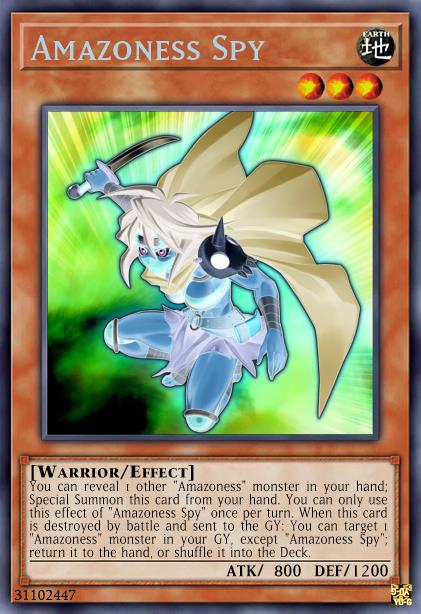 Amazoness Spy
EARTH
地
[Warrior/Effect]
You can reveal 1 other "Amazoness" monster in your hand;
Special Summon this card from your hand. You can only use
this effect of "Amazoness Spy" once per turn. When this card
is destroyed by battle and sent to the GY: You can target 1
"Amazoness" monster in your GY, except "Amazoness Spy";
return it to the hand, or shuffle it into the Deck.
ATK/ 800 DEF/1200
31102447